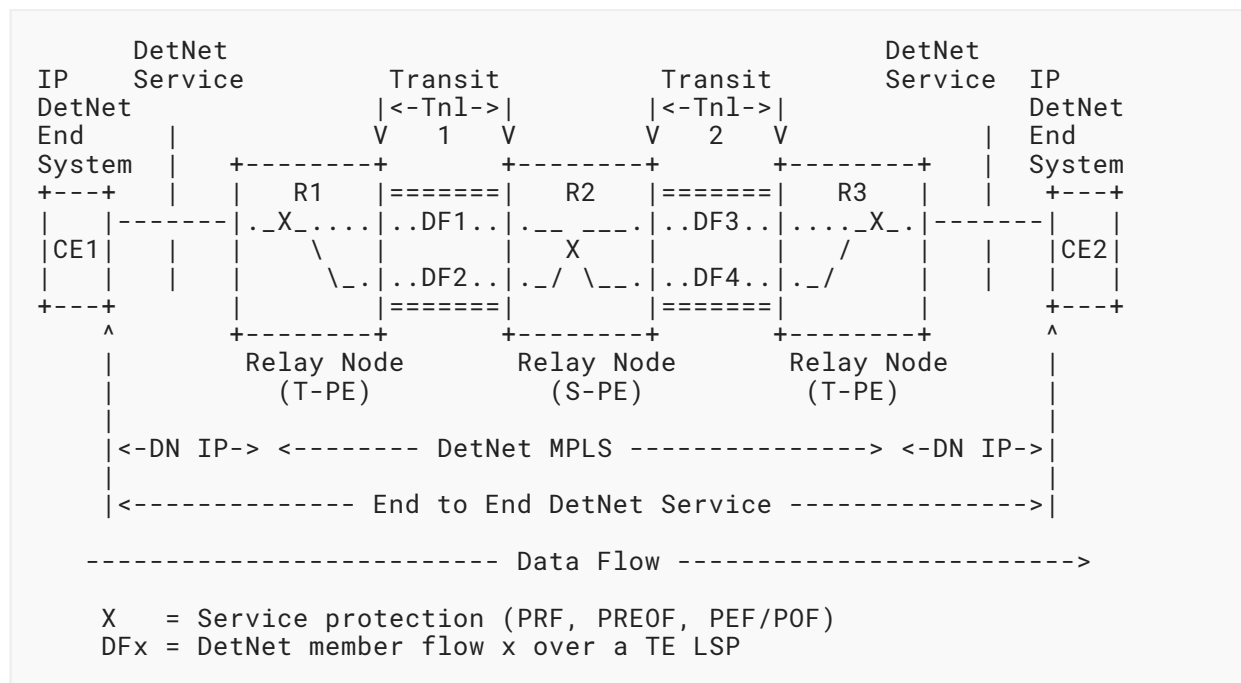 DetNet                                             DetNet
IP    Service           Transit            Transit       Service  IP
DetNet                 |<-Tnl->|          |<-Tnl->|               DetNet
End     |              V   1   V          V   2   V            |  End
System  |    +--------+        +--------+        +--------+    |  System
+---+   |    |   R1   |=======|   R2   |=======|   R3   |   |   +---+
|   |-------|._X_....|..DF1..|.__ ___.|..DF3..|...._X_.|-------|   |
|CE1|   |   |    \   |       |   X    |       |   /    |   |   |CE2|
|   |   |   |     \_.|..DF2..|._/ \__.|..DF4..|._/     |   |   |   |
+---+       |        |=======|        |=======|        |       +---+
    ^       +--------+       +--------+       +--------+       ^
    |        Relay Node       Relay Node       Relay Node      |
    |          (T-PE)           (S-PE)           (T-PE)        |
    |                                                          |
    |<-DN IP-> <-------- DetNet MPLS ---------------> <-DN IP->|
    |                                                          |
    |<-------------- End to End DetNet Service --------------->|
-------------------------- Data Flow ------------------------->
X   = Service protection (PRF, PREOF, PEF/POF)
DFx = DetNet member flow x over a TE LSP